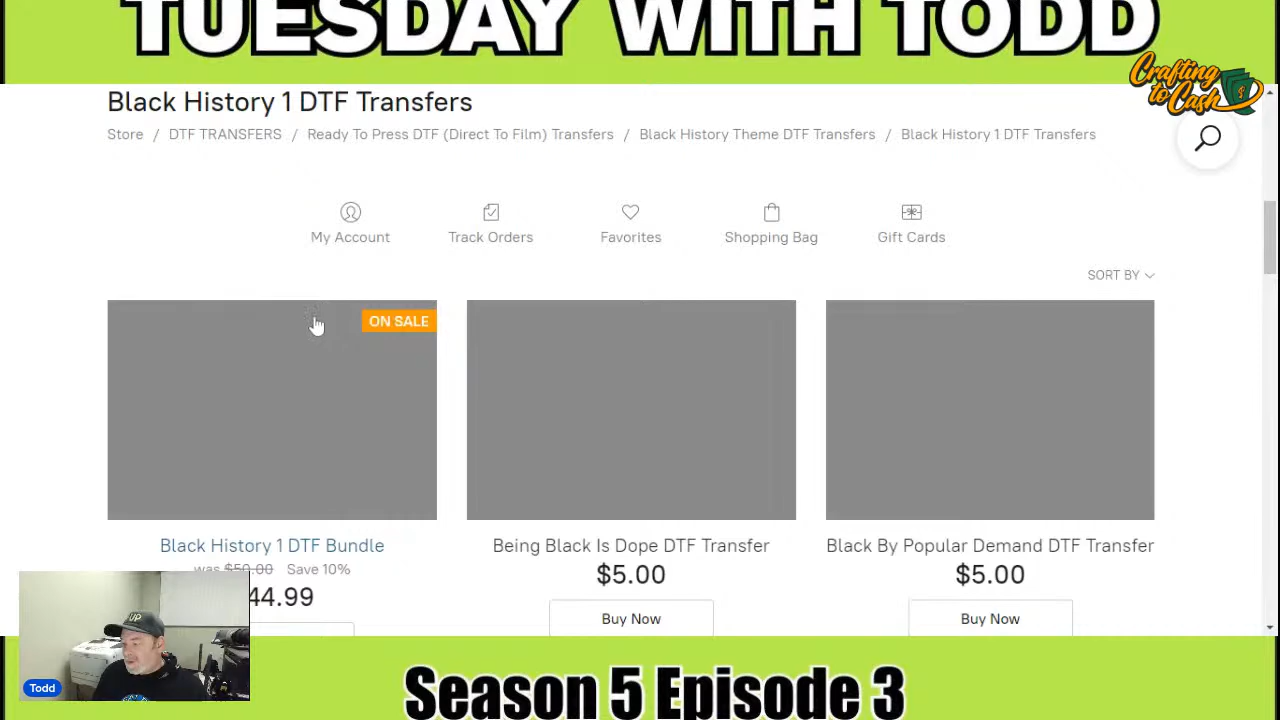 TUESDAY WITH TODD
Crafting
to Cash
Black History 1 DTF Transfers
Store / DTF TRANSFERS / Ready To Press DTF (Direct To Film) Transfers / Black History Theme DTF Transfers / Black History 1 DTF Transfers
My Account Track Orders Favorites Shopping Bag Gift Cards
SORT BY
ON SALE
Black History 1 DTF Bundle Being Black Is Dope DTF Transfer Black By Popular Demand DTF Transfer
was $50.00 Save 10%
44.99 $5.00 $5.00
Buy Now Buy Now
UP
Todd
Season 5 Episode 3